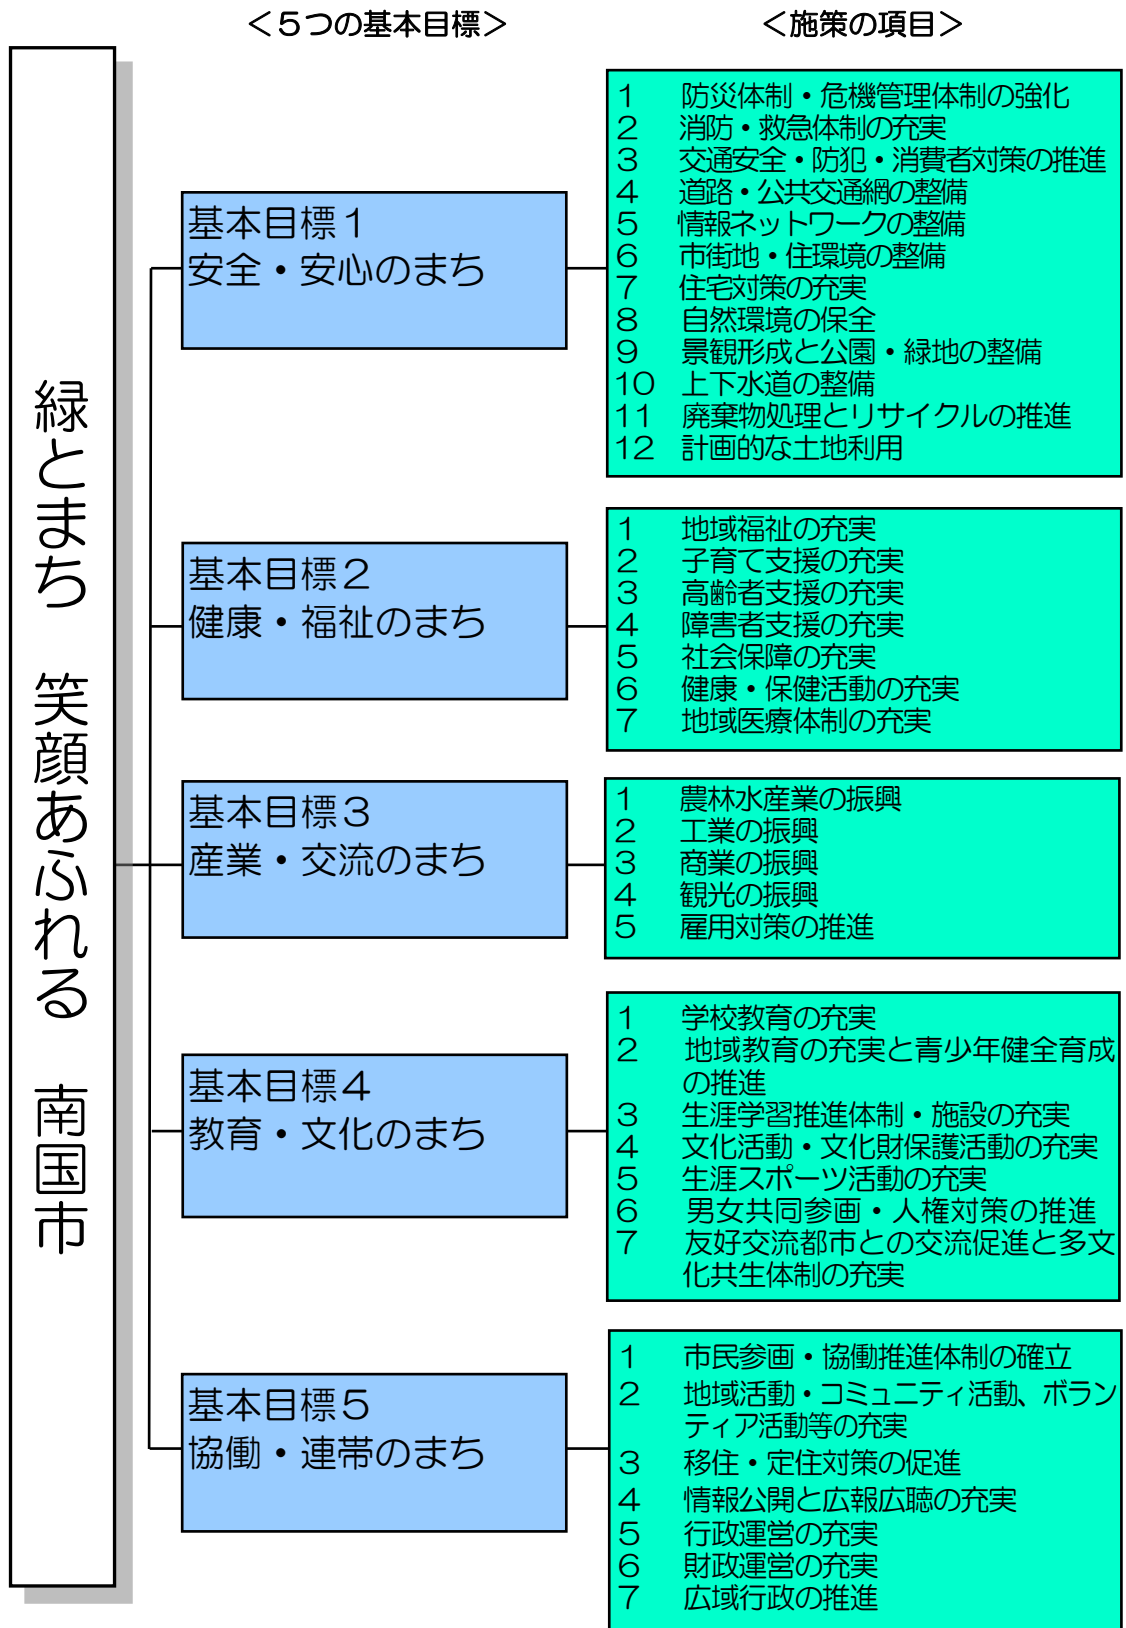 ＜５つの基本目標＞
＜施策の項目＞
緑とまち　笑顔あふれる　南国市
基本目標１
安全・安心のまち
１　防災体制・危機管理体制の強化
２　消防・救急体制の充実
３　交通安全・防犯・消費者対策の推進
４　道路・公共交通網の整備
５　情報ネットワークの整備
６　市街地・住環境の整備
７　住宅対策の充実
８　自然環境の保全
９　景観形成と公園・緑地の整備
10　上下水道の整備
11　廃棄物処理とリサイクルの推進
12　計画的な土地利用
基本目標２
健康・福祉のまち
１　地域福祉の充実
２　子育て支援の充実
３　高齢者支援の充実
４　障害者支援の充実
５　社会保障の充実
６　健康・保健活動の充実
７　地域医療体制の充実
基本目標３
産業・交流のまち
１　農林水産業の振興
２　工業の振興
３　商業の振興
４　観光の振興
５　雇用対策の推進
基本目標４
教育・文化のまち
１　学校教育の充実
２　地域教育の充実と青少年健全育成
の推進
３　生涯学習推進体制・施設の充実
４　文化活動・文化財保護活動の充実
５　生涯スポーツ活動の充実
６　男女共同参画・人権対策の推進
７　友好交流都市との交流促進と多文
化共生体制の充実
基本目標５
協働・連帯のまち
１　市民参画・協働推進体制の確立
２　地域活動・コミュニティ活動、ボラン
ティア活動等の充実
３　移住・定住対策の促進
４　情報公開と広報広聴の充実
５　行政運営の充実
６　財政運営の充実
７　広域行政の推進